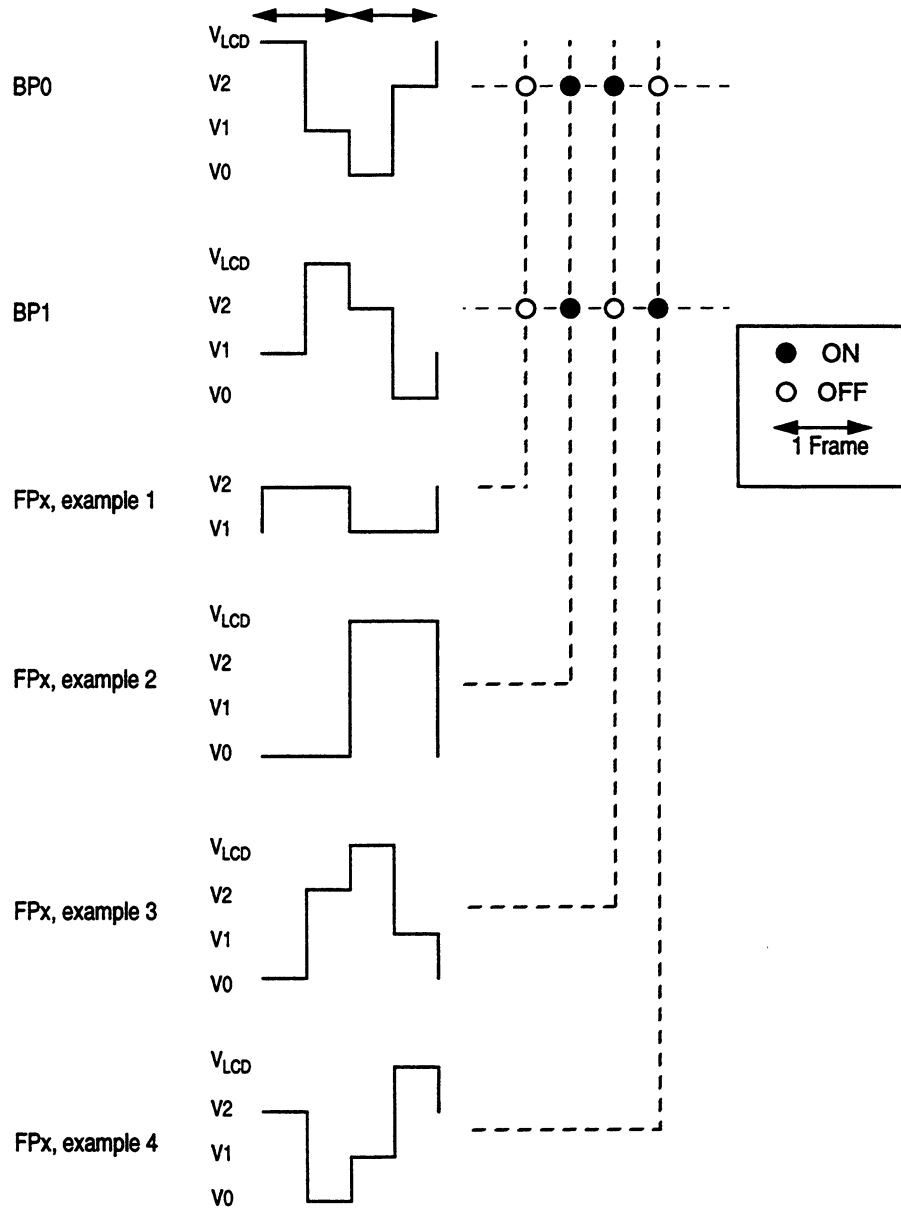 BP0
VLCD
V2
V1
V0
BP1
VLCD
V2
V1
V0
ON
OFF
1 Frame
FPx, example 1
V2
V1
FPx, example 2
VLCD
V2
V1
V0
FPx, example 3
VLCD
V2
V1
V0
FPx, example 4
VLCD
V2
V1
V0